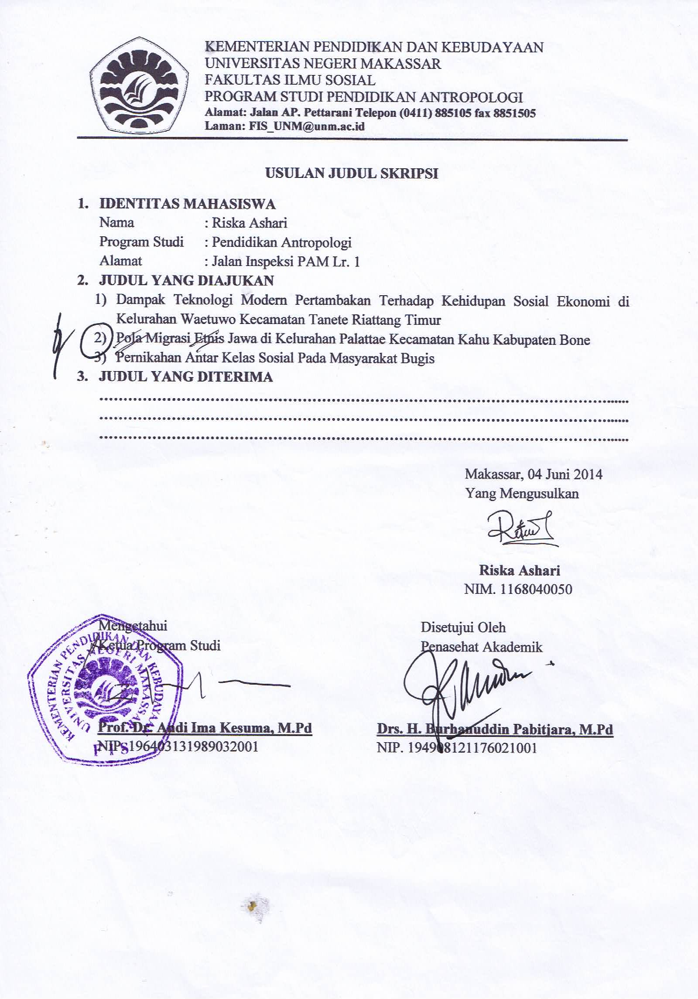 KEMENTERIAN PENDIDIKAN DAN KEBUDAYAAN
UNIVERSITAS NEGERI MAKASSAR
FAKULTAS ILMU SOSIAL
PROGRAM STUDI PENDIDIKAN ANTROPOLOGI
Alamat: Jalan AP. Pettarani Telepon (0411) 885105 fax 8851505
Laman: FIS_UNM@unm.ac.id
USULAN JUDUL SKRIPSI
1. IDENTITAS MAHASISWA
Nama : Riska Ashari
Program Studi : Pendidikan Antropologi
Alamat : Jalan Inspeksi PAM Lr. 1
2. JUDUL YANG DIAJUKAN
1) Dampak Teknologi Modern Pertambakan Terhadap Kehidupan Sosial Ekonomi di
Kelurahan Waetuwo Kecamatan Tanete Riattang Timur
2) Pola Migrasi Etnis Jawa di Kelurahan Palattae Kecamatan Kahu Kabupaten Bone
3) Pernikahan Antar Kelas Sosial Pada Masyarakat Bugis
3. JUDUL YANG DITERIMA
Makassar, 04 Juni 2014
Yang Mengusulkan
Riska Ashari
NIM. 1168040050
Mengetahui
Ketua Program Studi
KEMENTERIAN PENDIDIKAN DAN KEBUDAYAAN
UNIVERSITAS NEGERI MAKASSAR
FIS
Prof. Dr. Andi Ima Kesuma, M.Pd
NIP. 196403131989032001
Disetujui Oleh
Penasehat Akademik
Drs. H. Burhanuddin Pabitjara, M.Pd
NIP. 194908121176021001